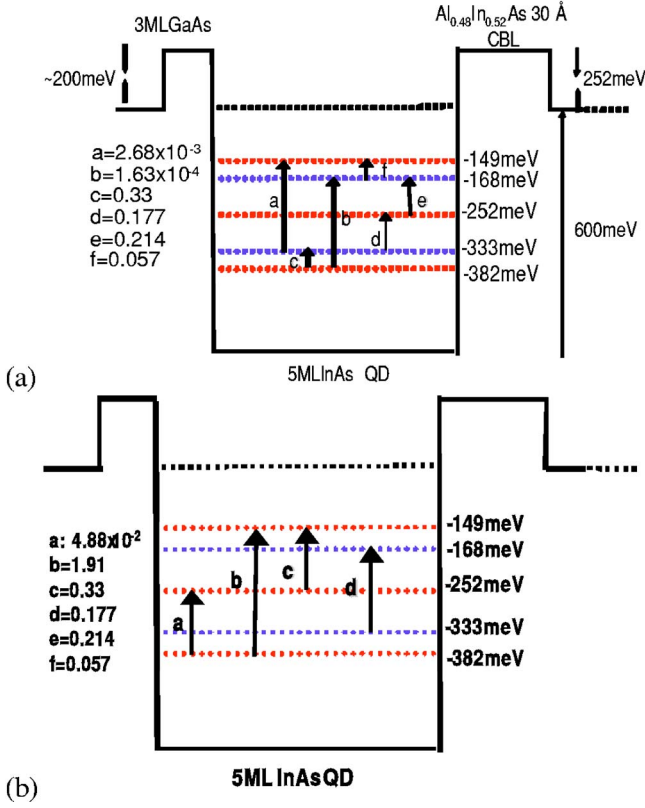 Al0.48In0.52As 30 Å
3MLGaAs
CBL
~200meV
252meV
a=2.68x10-3
b=1.63x10-4
c=0.33
d=0.177
e=0.214
f=0.057
a
b
c
d
e
f
-149meV
-168meV
-252meV
-333meV
-382meV
600meV
(a)
5MLInAs QD
a: 4.88x10-2
b=1.91
c=0.33
d=0.177
e=0.214
f=0.057
a
b
c
d
-149meV
-168meV
-252meV
-333meV
-382meV
(b)
5MLInAsQD